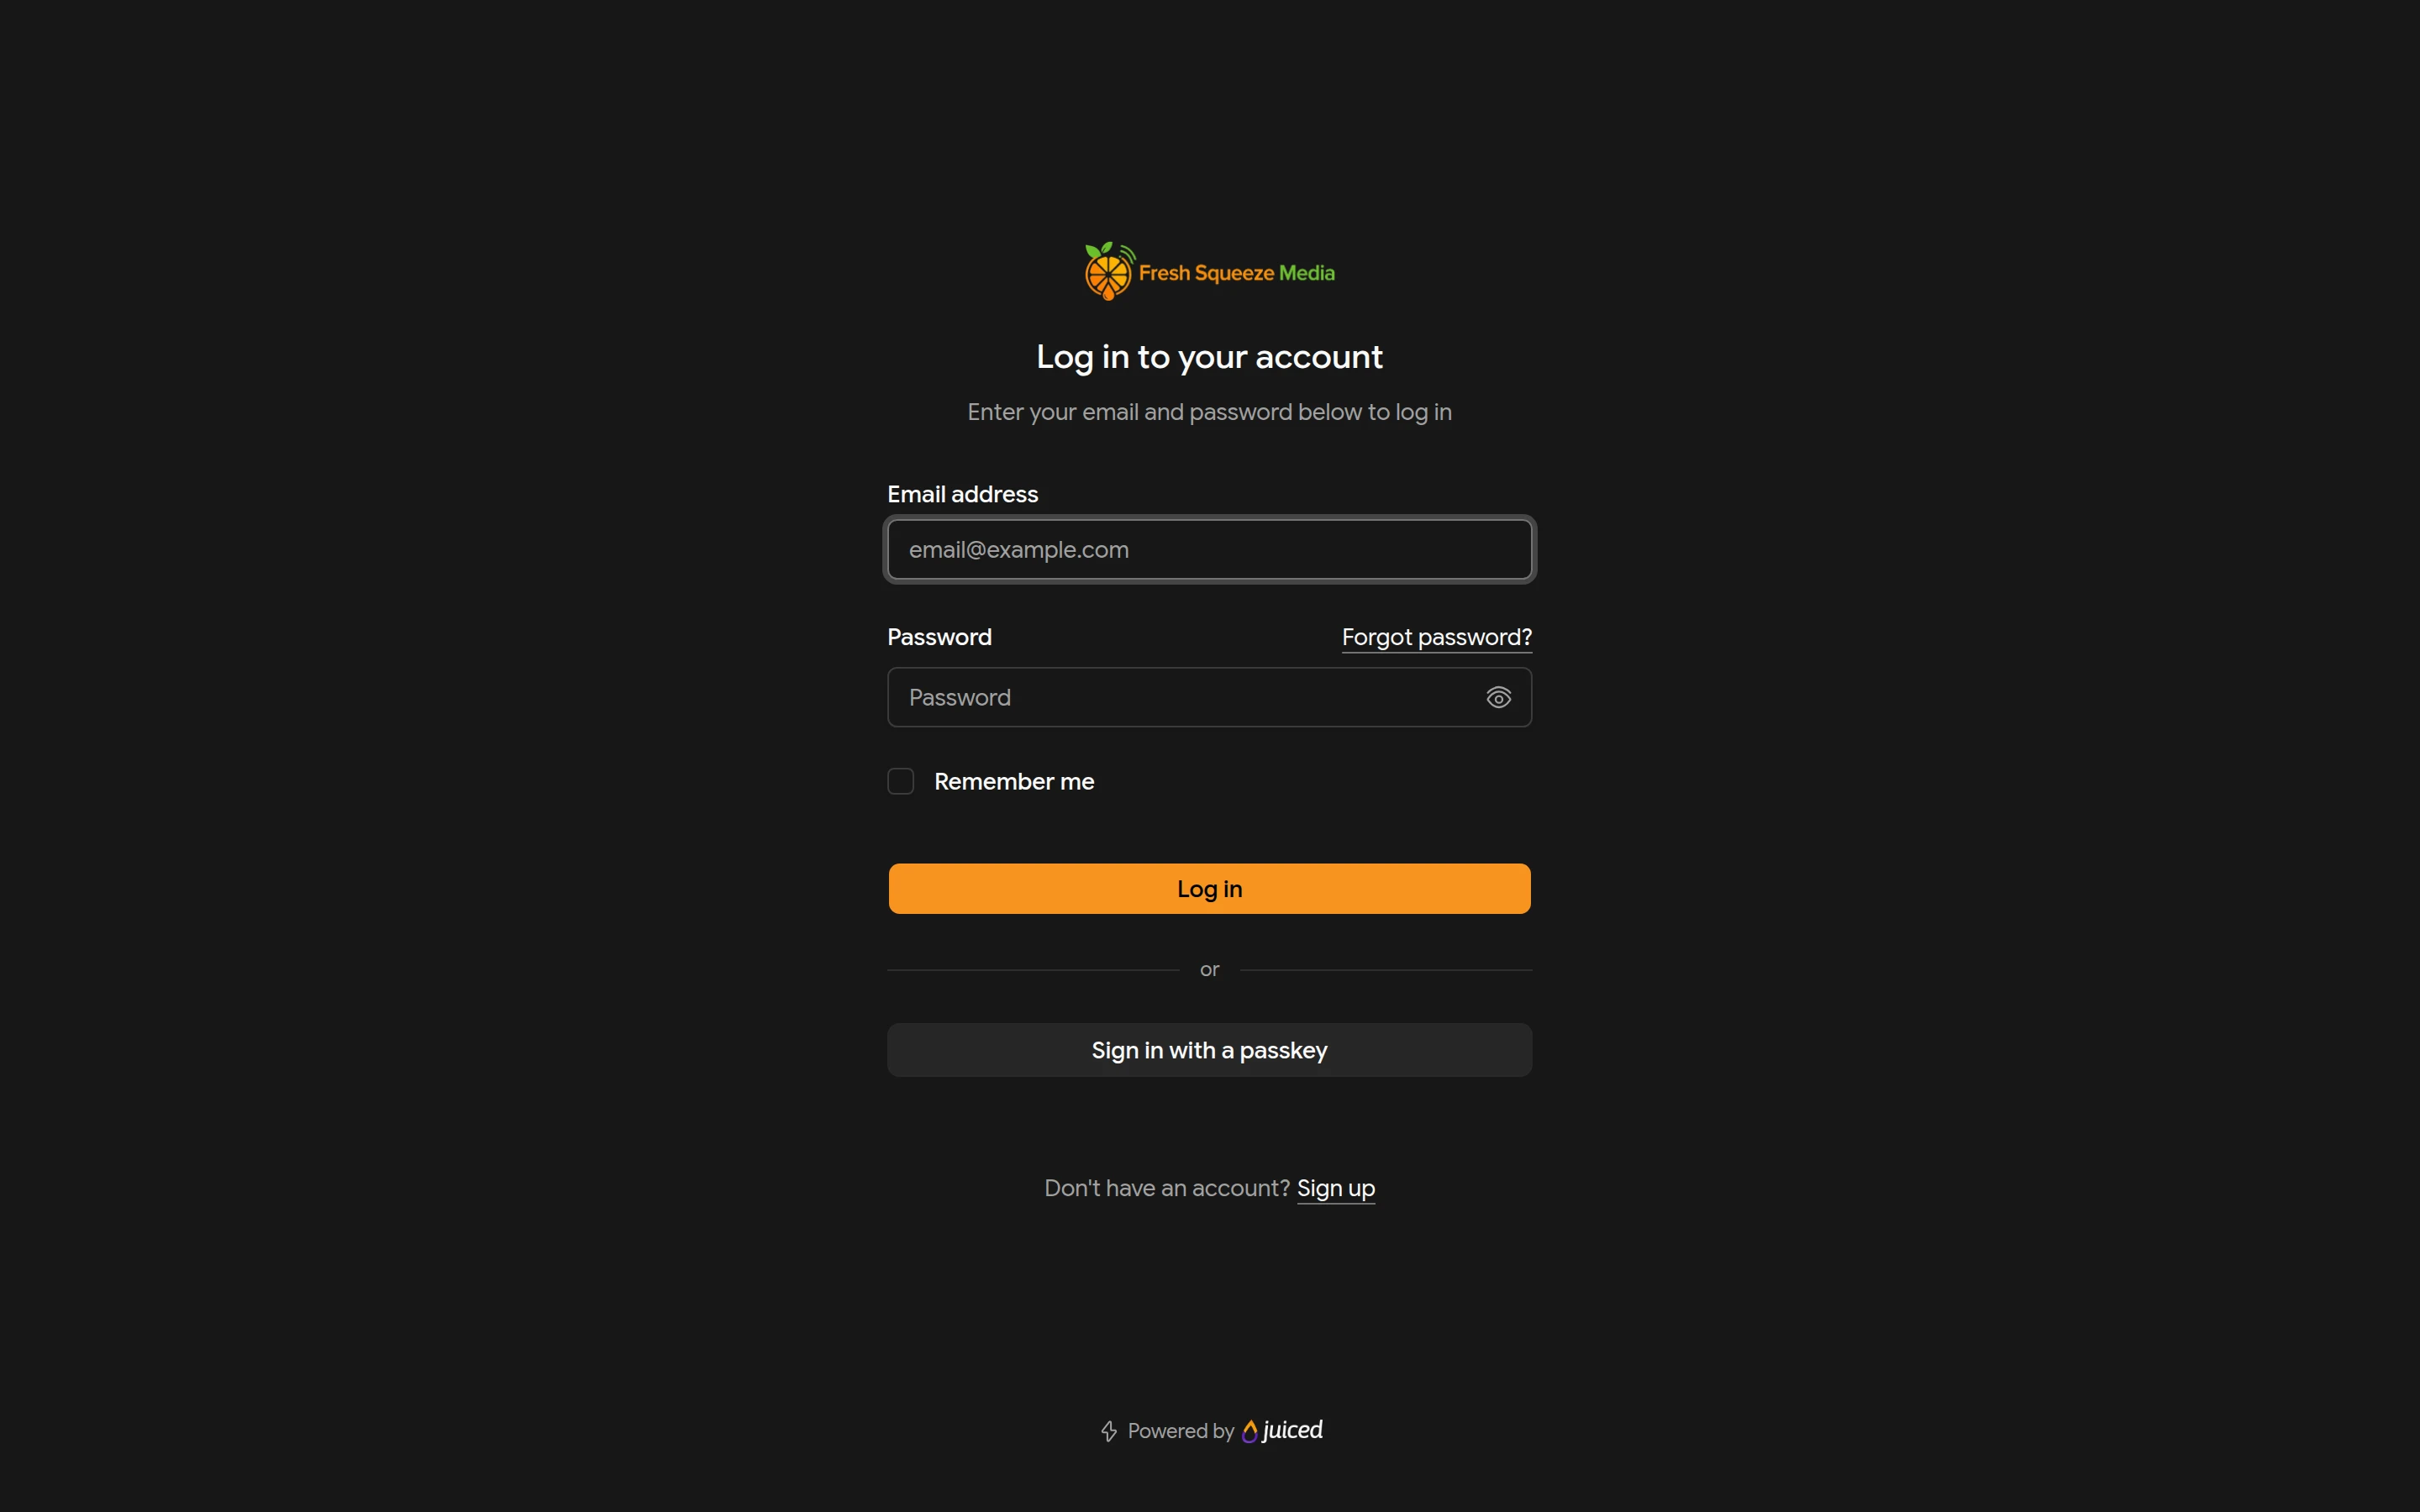 Fresh Squeeze Media
Log in to your account
Enter your email and password below to log in
Email address
email@example.com
Password Forgot password?
Password
Remember me
Log in
or
Sign in with a passkey
Don't have an account? Sign up
Powered by juiced